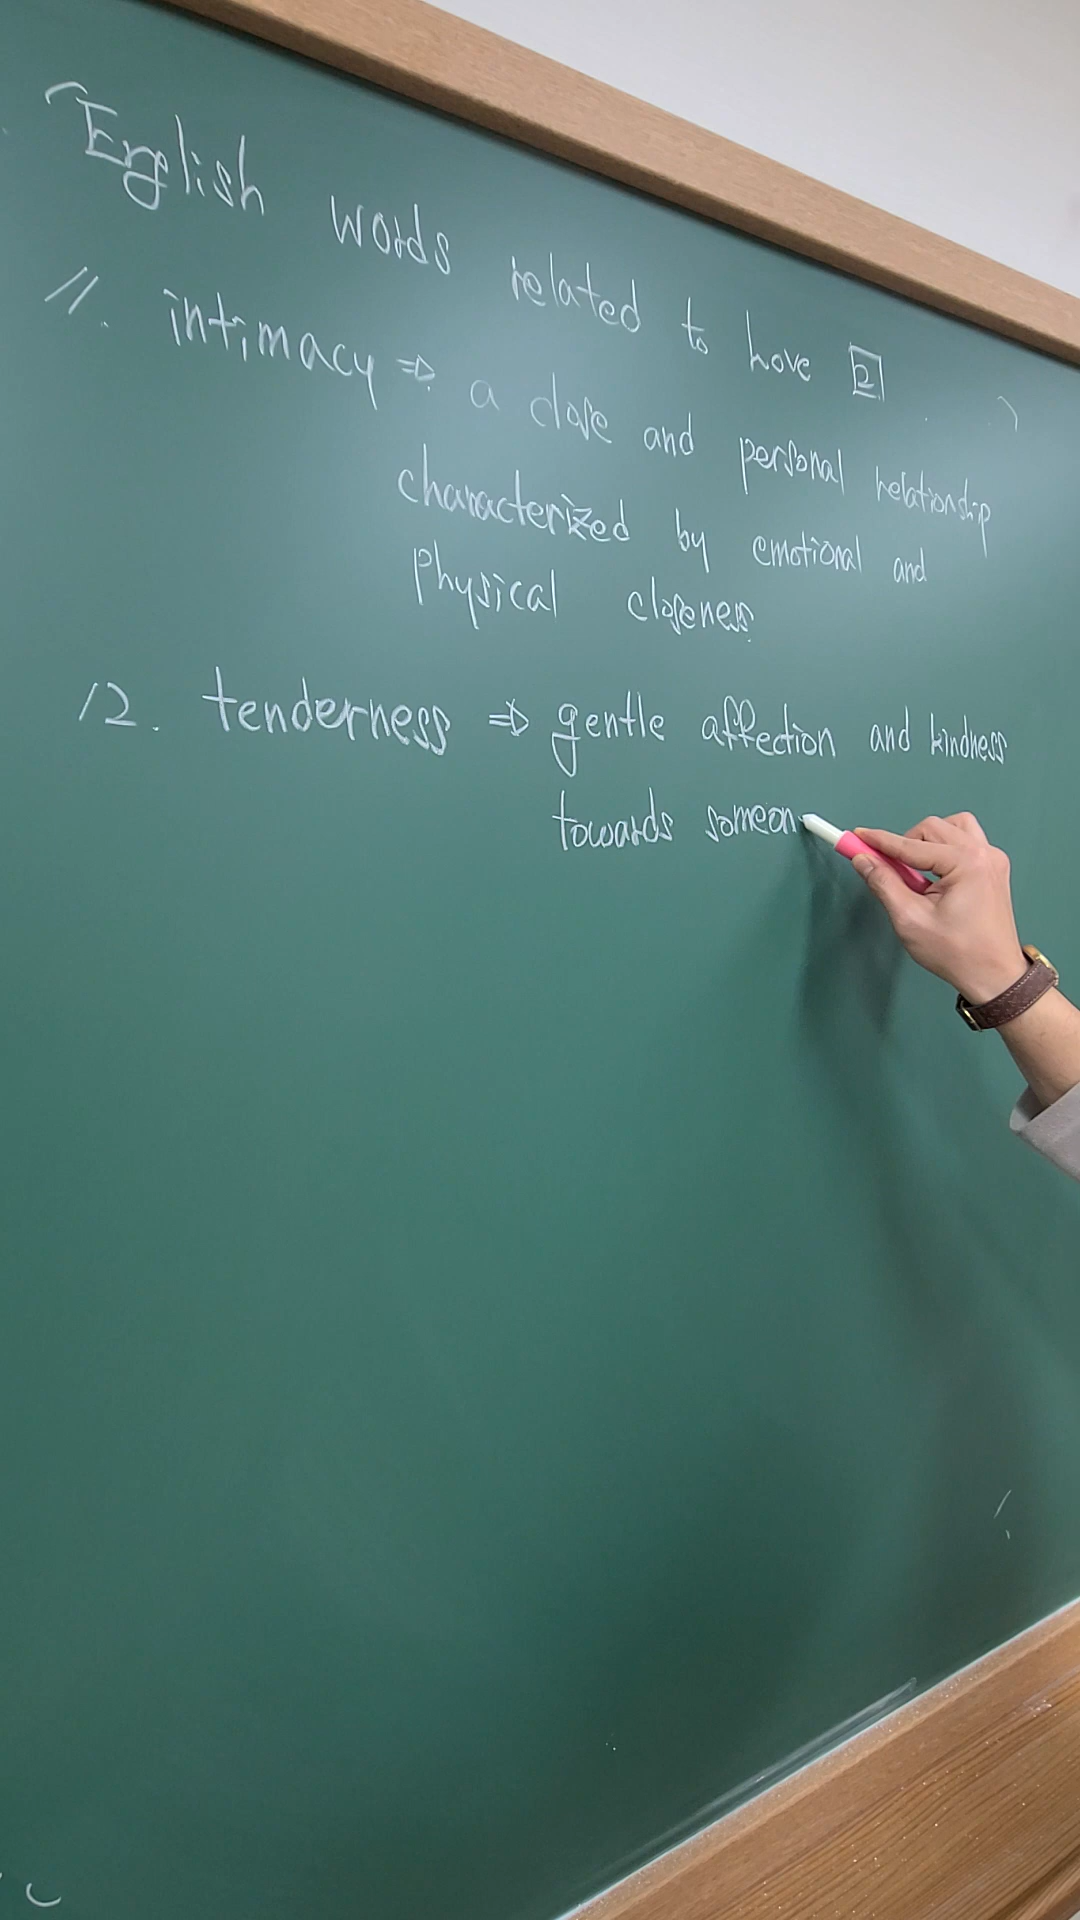 English words related to Love 2
11. intimacy ⇒ a close and personal relationship
characterized by emotional and
physical closeness.
12. tenderness ⇒ gentle affection and kindness
towards someon